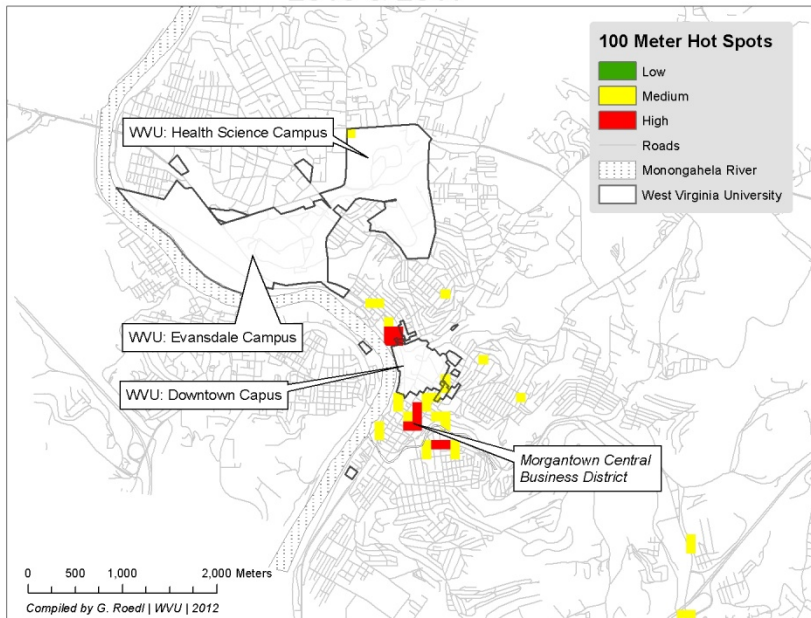 100 Meter Hot Spots
Low
Medium
High
Roads
Monongahela River
West Virginia University
WVU: Health Science Campus
WVU: Evansdale Campus
WVU: Downtown Capus
Morgantown Central
Business District
0 500 1,000 2,000 Meters
Compiled by G. Roedl | WVU | 2012